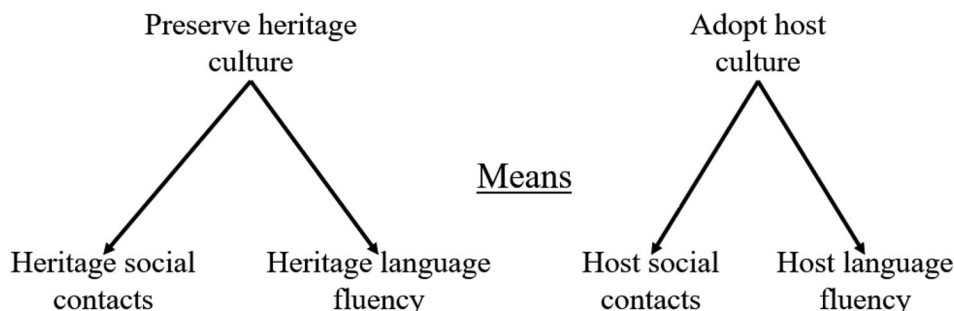 Preserve heritage
culture
Adopt host
culture
Means
Heritage social
contacts
Heritage language
fluency
Host social
contacts
Host language
fluency